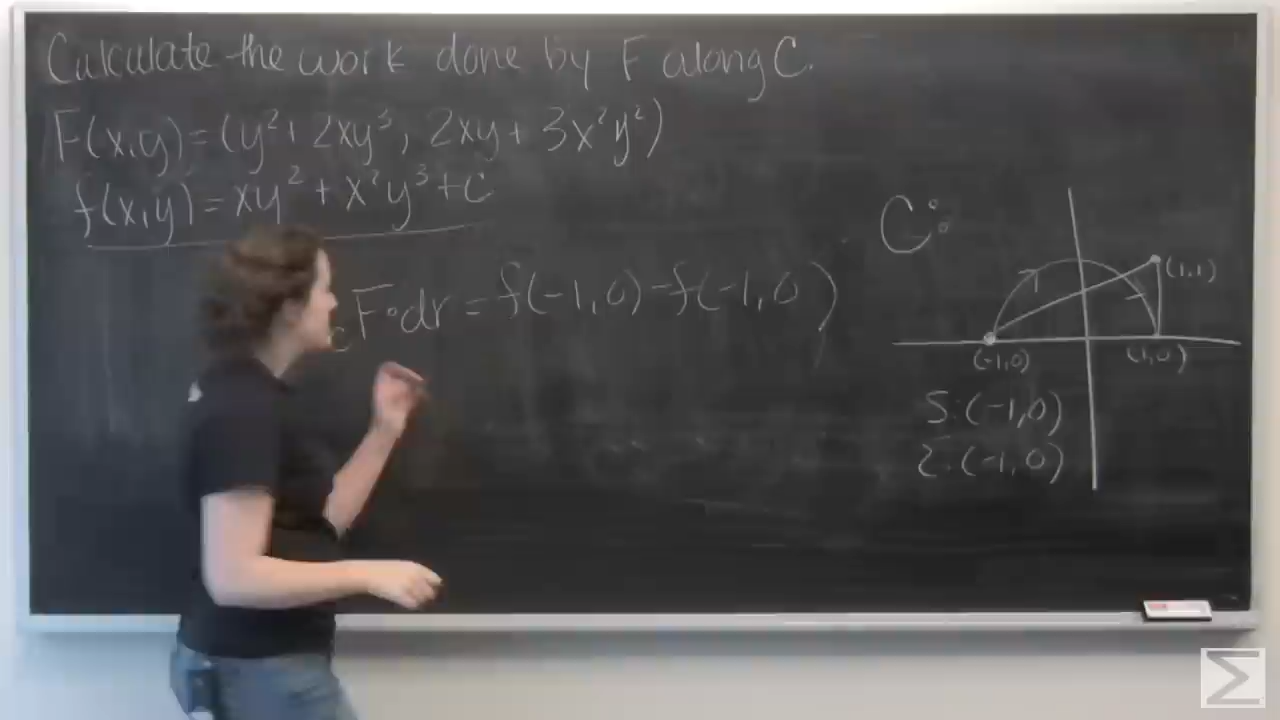 Calculate the work done by F along C.
F(x,y)=(y²+2xy³, 2xy+3x²y²)
f(x,y)=xy²+x²y³+C
C F∘dr=f(-1,0)-f(-1,0)
C:
(1,1)
(-1,0) (1,0)
S:(-1,0)
E:(-1,0)
Σ